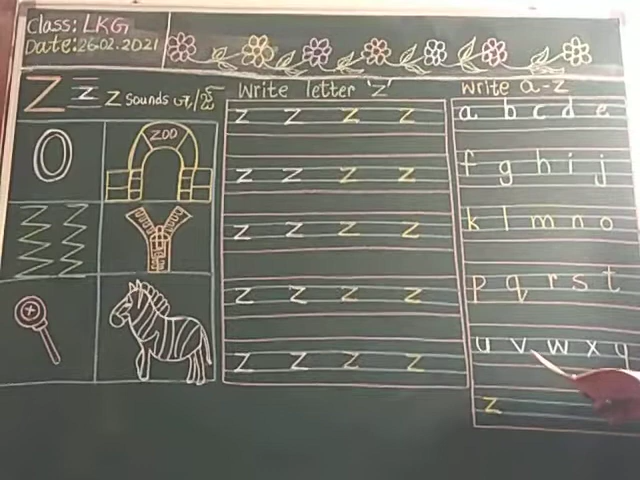 Class: LKG
Date: 26.02.2021
Z z z Sounds
ZOO
Write letter 'z'
z z z z
z z z z
z z z z
z z z z
z z z z
Write a-z
a b c d e
f g h i j
k l m n o
p q r s t
u v w x y
z